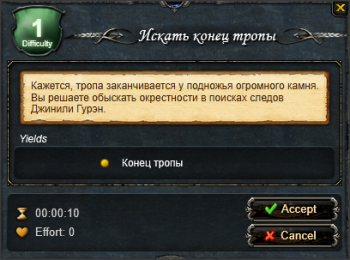 1
Difficulty
Искать конец тропы
Кажется, тропа заканчивается у подножья огромного камня.
Вы решаете обыскать окрестности в поисках следов
Джинили Гурэн.
Yields
Конец тропы
00:00:10
Accept
Effort: 0
Cancel